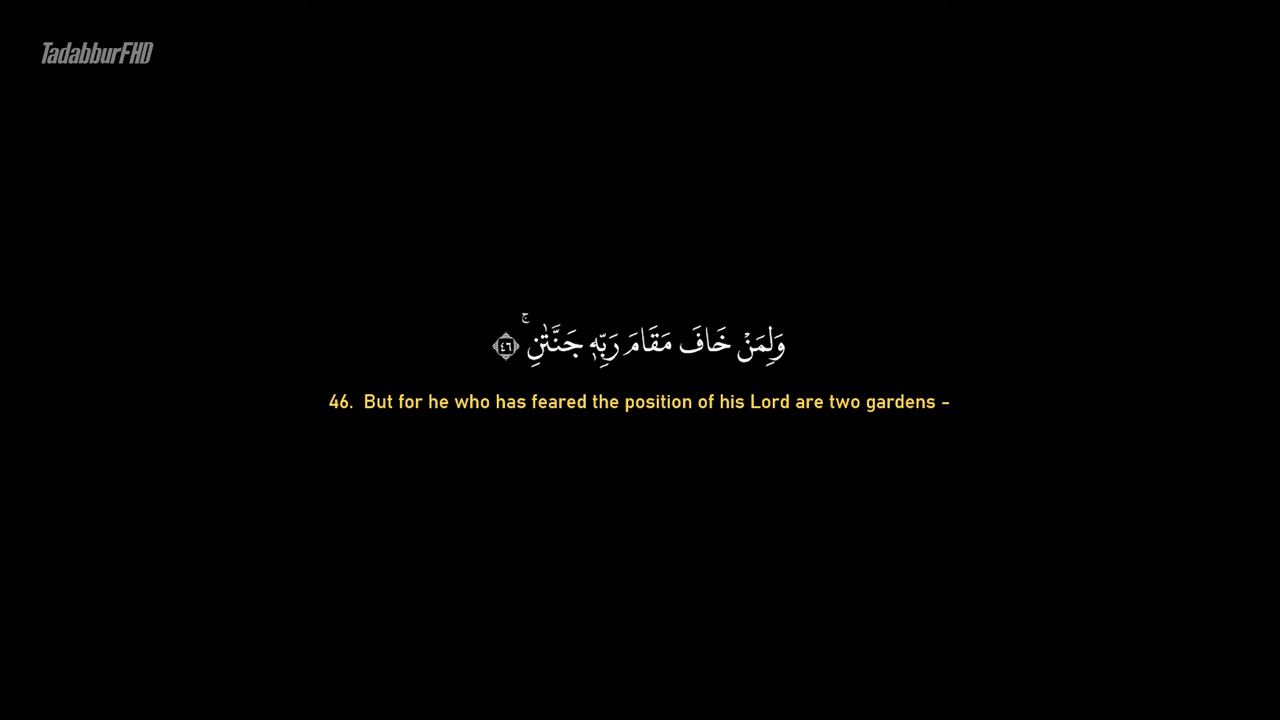 TadabburFHD
وَلِمَنْ خَافَ مَقَامَ رَبِّهٖ جَنَّتٰنِۚ ٤٦
46. But for he who has feared the position of his Lord are two gardens -